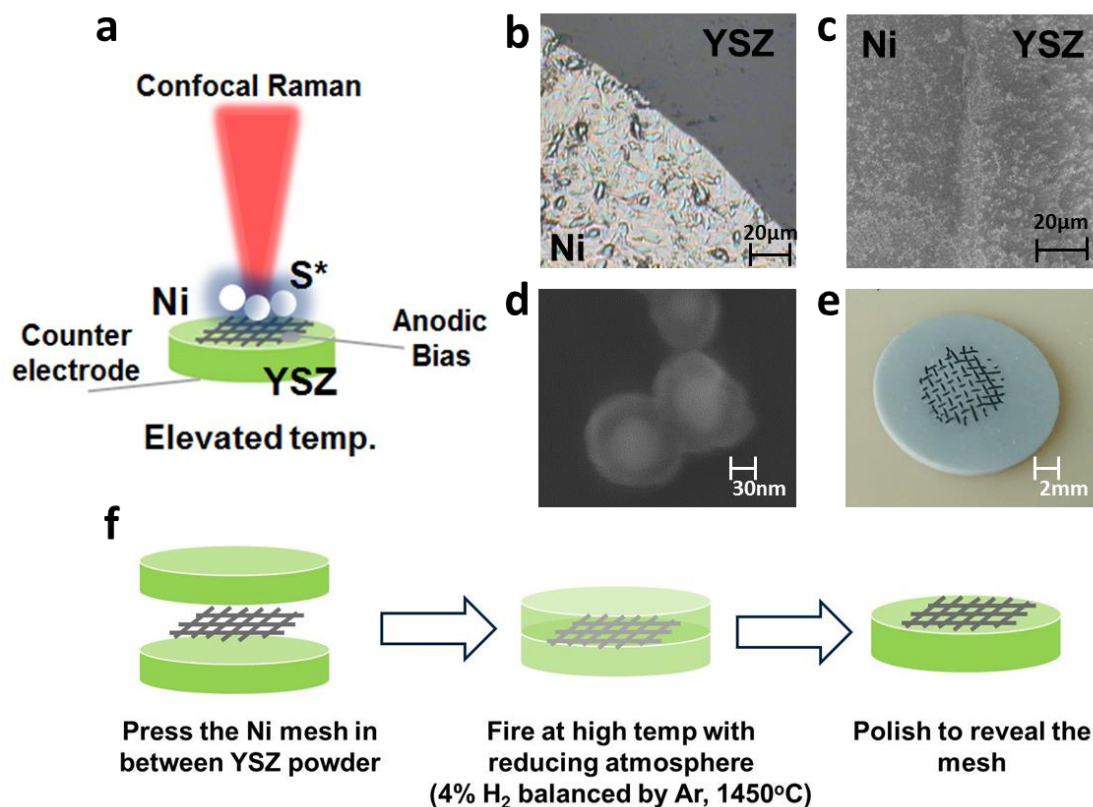 a
Confocal Raman
Ni
S*
Counter
electrode
Anodic
Bias
YSZ
Elevated temp.
b
YSZ
Ni
20μm
c
Ni
YSZ
20μm
d
30nm
e
2mm
f
Press the Ni mesh in
between YSZ powder
Fire at high temp with
reducing atmosphere
(4% H₂ balanced by Ar, 1450°C)
Polish to reveal the
mesh